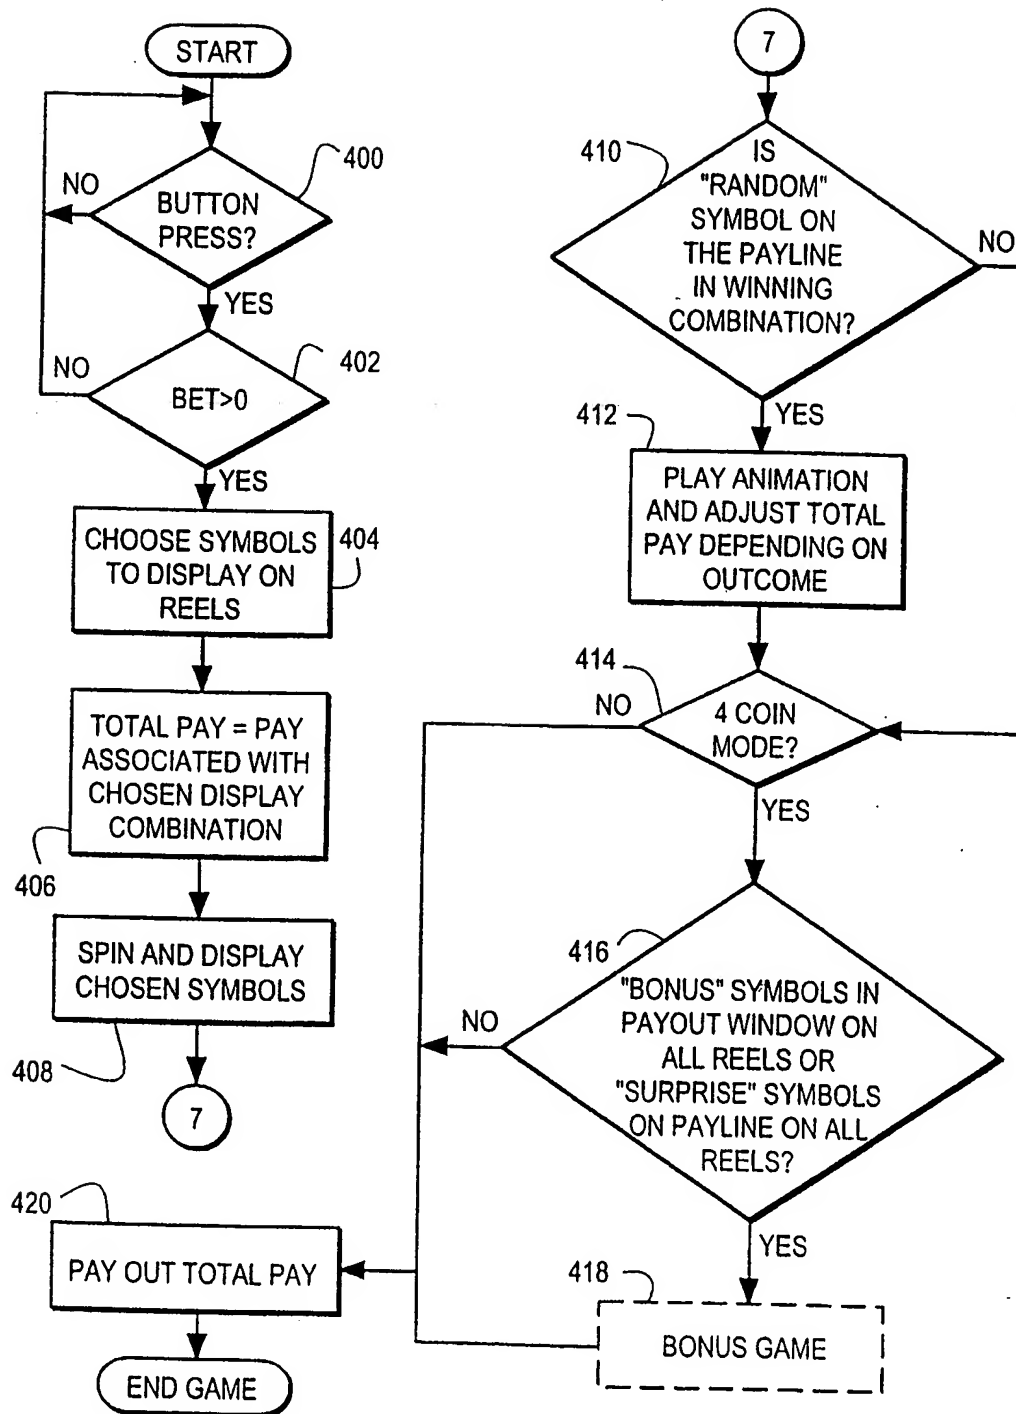 START
400
NO
BUTTON
PRESS?
YES
402
NO
BET>0
YES
CHOOSE SYMBOLS
TO DISPLAY ON
REELS
404
TOTAL PAY = PAY
ASSOCIATED WITH
CHOSEN DISPLAY
COMBINATION
406
SPIN AND DISPLAY
CHOSEN SYMBOLS
408
7
7
410
IS
"RANDOM"
SYMBOL ON
THE PAYLINE
IN WINNING
COMBINATION?
NO
YES
412
PLAY ANIMATION
AND ADJUST TOTAL
PAY DEPENDING ON
OUTCOME
414
NO
4 COIN
MODE?
YES
416
NO
"BONUS" SYMBOLS IN
PAYOUT WINDOW ON
ALL REELS OR
"SURPRISE" SYMBOLS
ON PAYLINE ON ALL
REELS?
YES
418
BONUS GAME
420
PAY OUT TOTAL PAY
END GAME